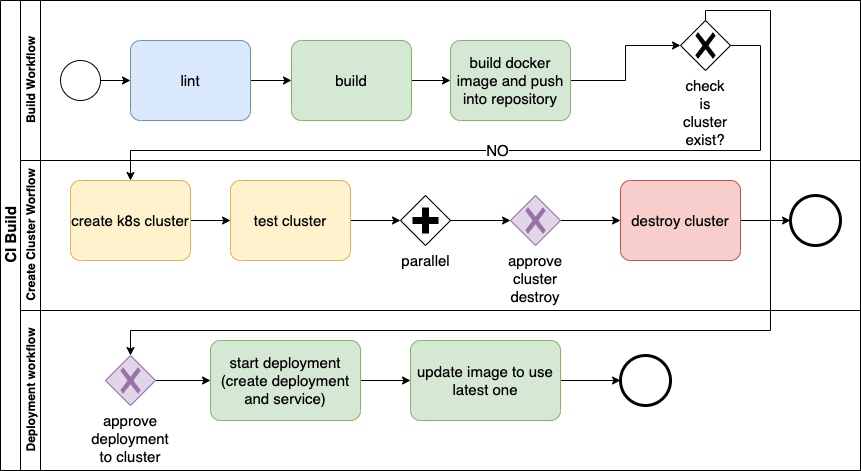 CI Build
Build Workflow
lint
build
build docker
image and push
into repository
check
is
cluster
exist?
NO
Create Cluster Worflow
create k8s cluster
test cluster
parallel
approve
cluster
destroy
destroy cluster
Deployment workflow
approve
deployment
to cluster
start deployment
(create deployment
and service)
update image to use
latest one